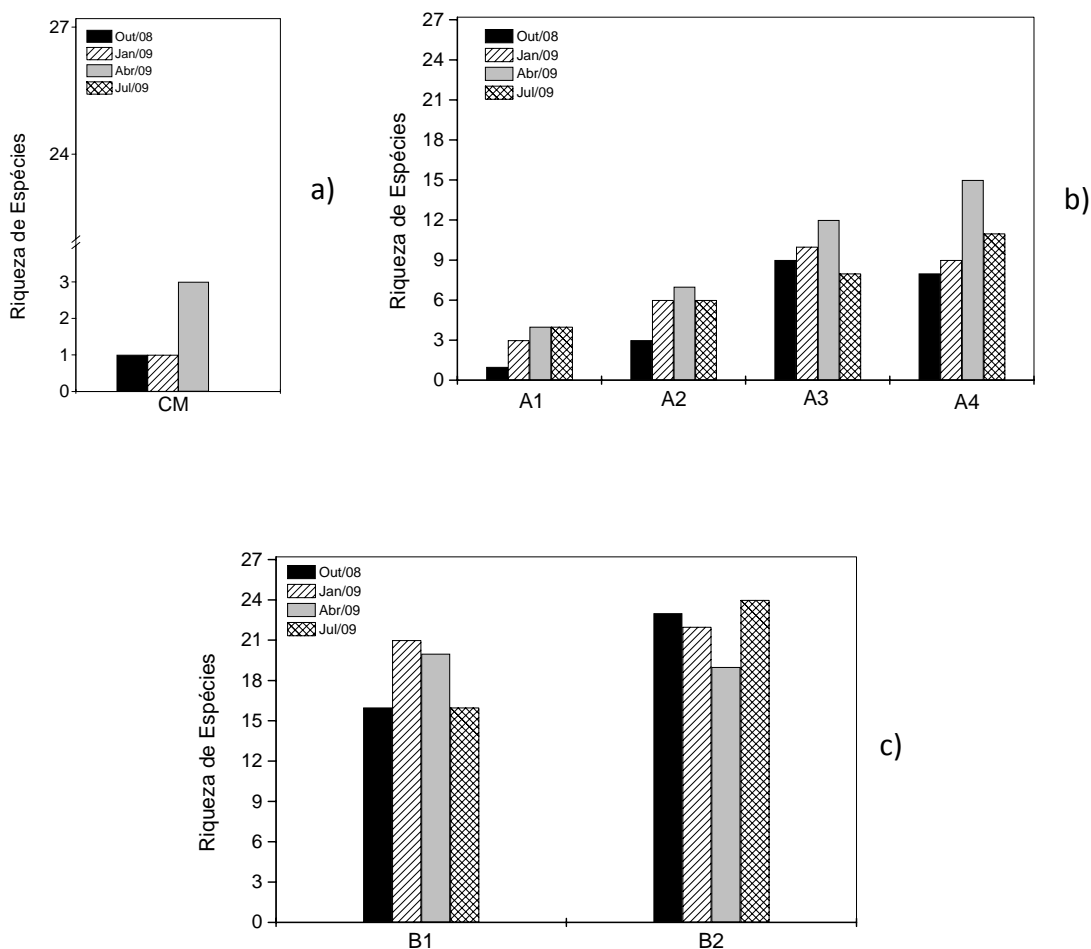 27
24
3
2
1
0
Riqueza de Espécies
Out/08
Jan/09
Abr/09
Jul/09
CM
a)
27
24
21
18
15
12
9
6
3
0
Riqueza de Espécies
Out/08
Jan/09
Abr/09
Jul/09
A1 A2 A3 A4
b)
27
24
21
18
15
12
9
6
3
0
Riqueza de Espécies
Out/08
Jan/09
Abr/09
Jul/09
B1 B2
c)